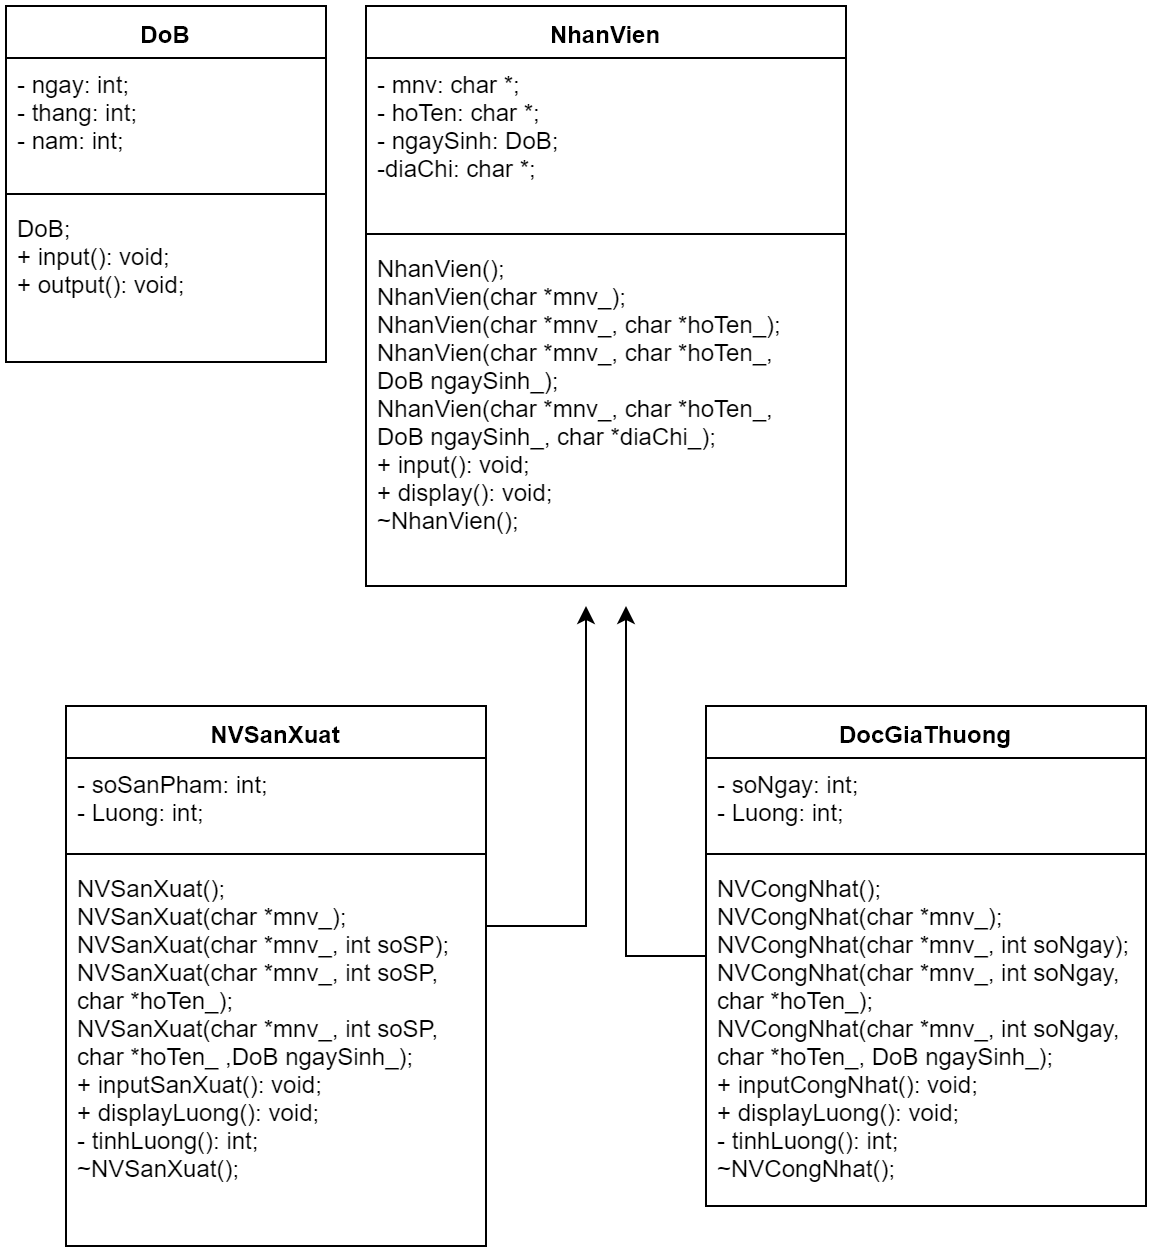 DoB
- ngay: int;
- thang: int;
- nam: int;
DoB;
+ input(): void;
+ output(): void;
NhanVien
- mnv: char *;
- hoTen: char *;
- ngaySinh: DoB;
-diaChi: char *;
NhanVien();
NhanVien(char *mnv_);
NhanVien(char *mnv_, char *hoTen_);
NhanVien(char *mnv_, char *hoTen_,
DoB ngaySinh_);
NhanVien(char *mnv_, char *hoTen_,
DoB ngaySinh_, char *diaChi_);
+ input(): void;
+ display(): void;
~NhanVien();
NVSanXuat
- soSanPham: int;
- Luong: int;
NVSanXuat();
NVSanXuat(char *mnv_);
NVSanXuat(char *mnv_, int soSP);
NVSanXuat(char *mnv_, int soSP,
char *hoTen_);
NVSanXuat(char *mnv_, int soSP,
char *hoTen_ ,DoB ngaySinh_);
+ inputSanXuat(): void;
+ displayLuong(): void;
- tinhLuong(): int;
~NVSanXuat();
DocGiaThuong
- soNgay: int;
- Luong: int;
NVCongNhat();
NVCongNhat(char *mnv_);
NVCongNhat(char *mnv_, int soNgay);
NVCongNhat(char *mnv_, int soNgay,
char *hoTen_);
NVCongNhat(char *mnv_, int soNgay,
char *hoTen_, DoB ngaySinh_);
+ inputCongNhat(): void;
+ displayLuong(): void;
- tinhLuong(): int;
~NVCongNhat();